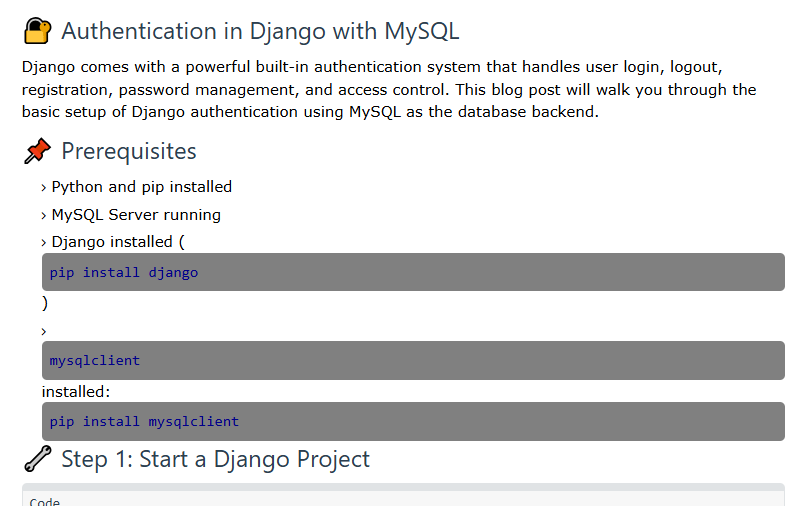 Authentication in Django with MySQL
Django comes with a powerful built-in authentication system that handles user login, logout,
registration, password management, and access control. This blog post will walk you through the
basic setup of Django authentication using MySQL as the database backend.
Prerequisites
› Python and pip installed
› MySQL Server running
› Django installed (
pip install django
)
›
mysqlclient
installed:
pip install mysqlclient
Step 1: Start a Django Project
Code